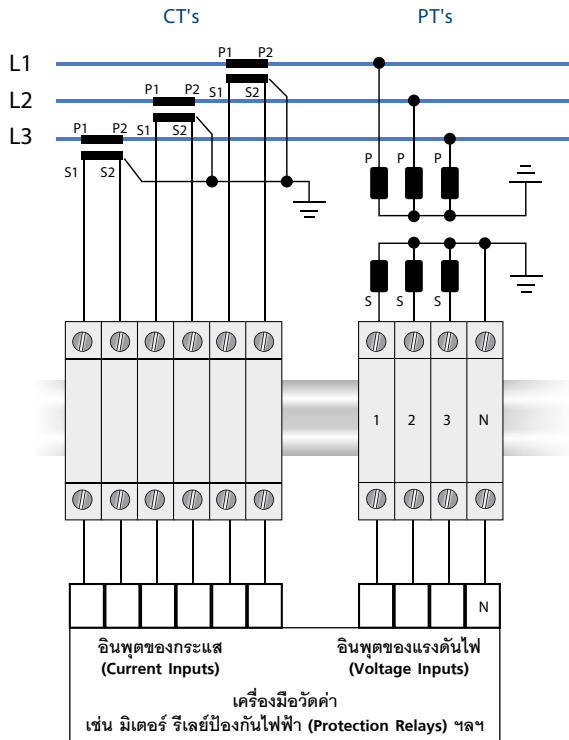 CT's PT's
P1 P2
L1
S1 S2
P1 P2
L2
S1 S2
P1 P2
L3
S1 S2
P P P
S S S
1 2 3 N
N
อินพุตของกระแส
(Current Inputs)
อินพุตของแรงดันไฟ
(Voltage Inputs)
เครื่องมือวัดค่า
เช่น มิเตอร์ รีเลย์ป้องกันไฟฟ้า (Protection Relays) ฯลฯ